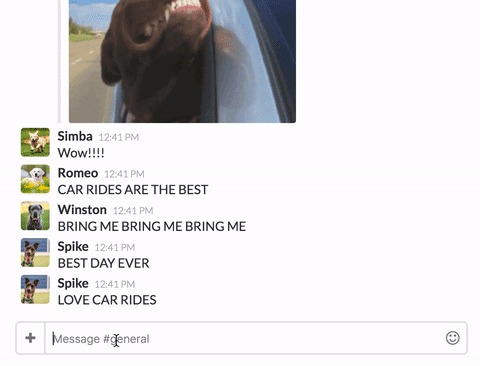 Simba 12:41 PM
Wow!!!!
Romeo 12:41 PM
CAR RIDES ARE THE BEST
Winston 12:41 PM
BRING ME BRING ME BRING ME
Spike 12:41 PM
BEST DAY EVER
Spike 12:41 PM
LOVE CAR RIDES
Message #general